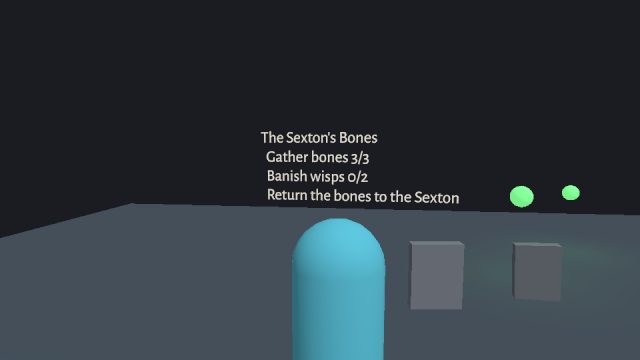 The Sexton's Bones
Gather bones 3/3
Banish wisps 0/2
Return the bones to the Sexton